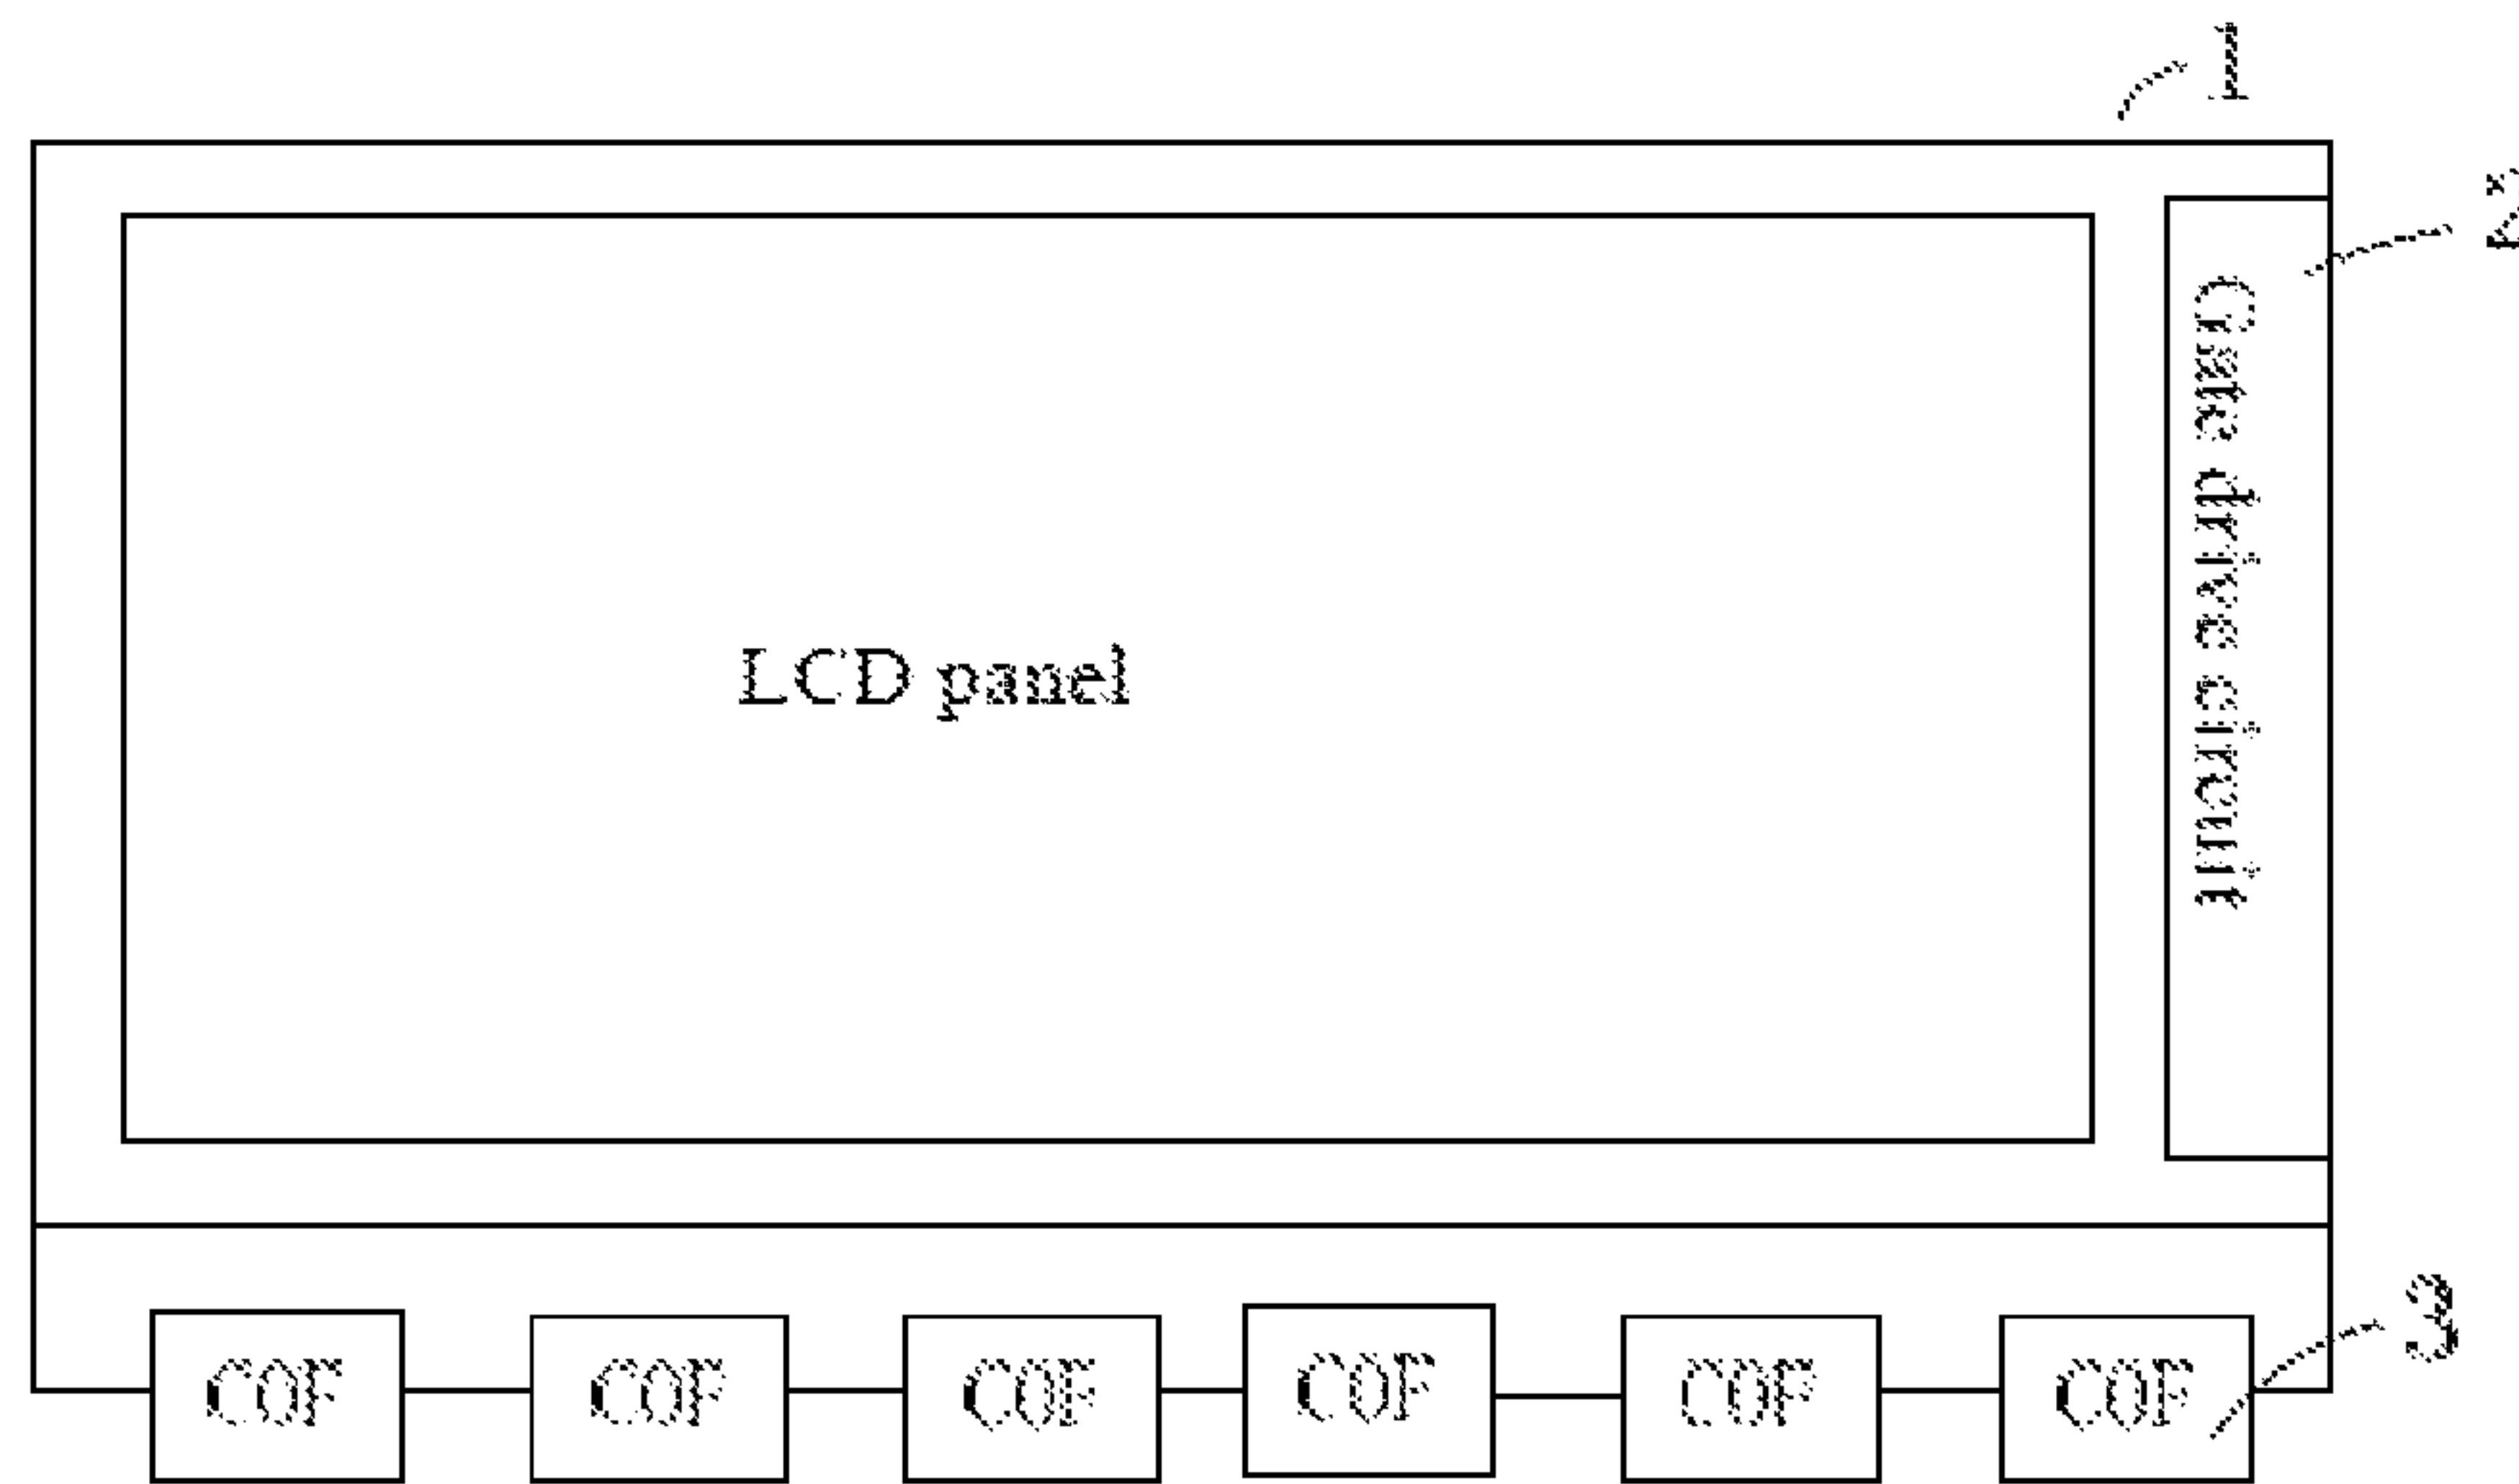 1
2
Gate drive circuit
LCD panel
3
COF COF COF COF COF COF